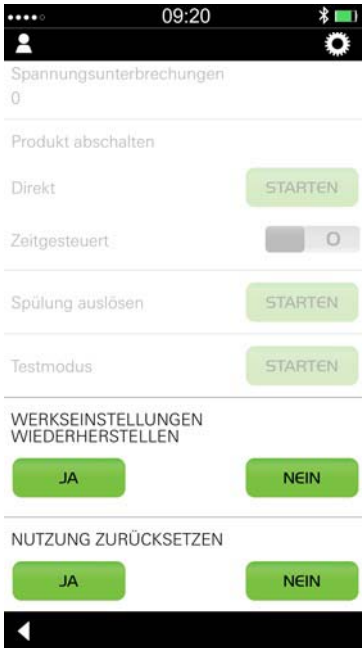 09:20
Spannungsunterbrechungen
0
Produkt abschalten
Direkt STARTEN
Zeitgesteuert O
Spülung auslösen STARTEN
Testmodus STARTEN
WERKSEINSTELLUNGEN
WIEDERHERSTELLEN
JA NEIN
NUTZUNG ZURÜCKSETZEN
JA NEIN